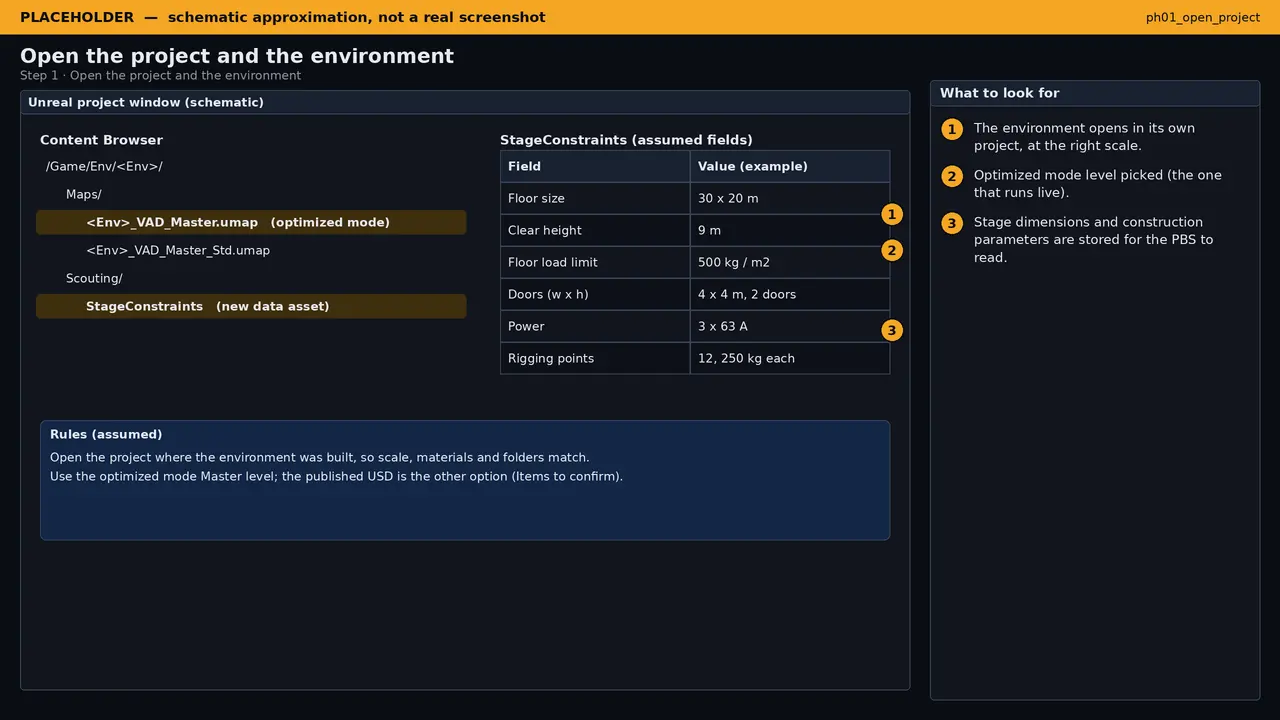 PLACEHOLDER — schematic approximation, not a real screenshot
ph01_open_project
Open the project and the environment
Step 1 · Open the project and the environment
Unreal project window (schematic)
Content Browser
/Game/Env/<Env>/
Maps/
<Env>_VAD_Master.umap (optimized mode)
<Env>_VAD_Master_Std.umap
Scouting/
StageConstraints (new data asset)
StageConstraints (assumed fields)
Field Value (example)
Floor size 30 x 20 m
Clear height 9 m
Floor load limit 500 kg / m2
Doors (w x h) 4 x 4 m, 2 doors
Power 3 x 63 A
Rigging points 12, 250 kg each
1
2
3
Rules (assumed)
Open the project where the environment was built, so scale, materials and folders match.
Use the optimized mode Master level; the published USD is the other option (Items to confirm).
What to look for
1 The environment opens in its own
project, at the right scale.
2 Optimized mode level picked (the one
that runs live).
3 Stage dimensions and construction
parameters are stored for the PBS to
read.